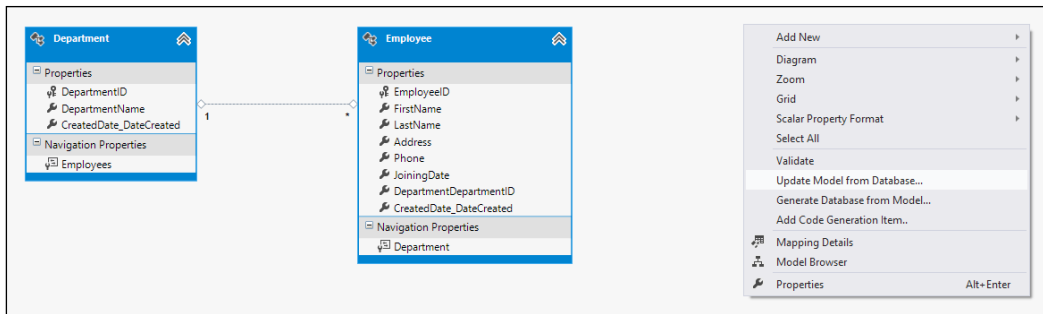 Department
Properties
DepartmentID
DepartmentName
CreatedDate_DateCreated
Navigation Properties
Employees
1
*
Employee
Properties
EmployeeID
FirstName
LastName
Address
Phone
JoiningDate
DepartmentDepartmentID
CreatedDate_DateCreated
Navigation Properties
Department
Add New
Diagram
Zoom
Grid
Scalar Property Format
Select All
Validate
Update Model from Database...
Generate Database from Model...
Add Code Generation Item..
Mapping Details
Model Browser
Properties Alt+Enter